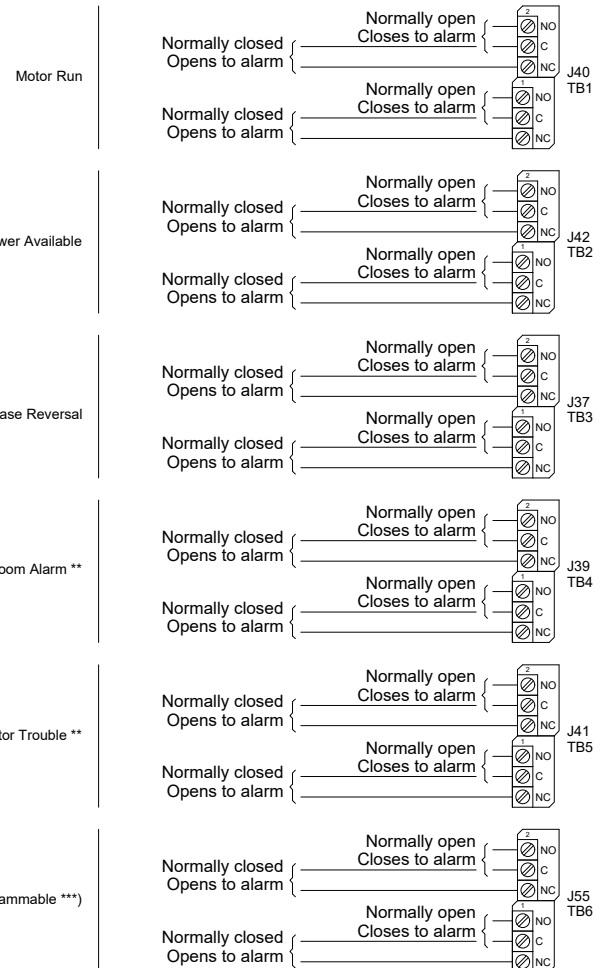 Motor Run
2
Normally open
Closes to alarm
Normally closed
Opens to alarm
NO
C
NC
J40
TB1
1
Normally open
Closes to alarm
Normally closed
Opens to alarm
NO
C
NC
wer Available
2
Normally open
Closes to alarm
Normally closed
Opens to alarm
NO
C
NC
J42
TB2
1
Normally open
Closes to alarm
Normally closed
Opens to alarm
NO
C
NC
ase Reversal
2
Normally open
Closes to alarm
Normally closed
Opens to alarm
NO
C
NC
J37
TB3
1
Normally open
Closes to alarm
Normally closed
Opens to alarm
NO
C
NC
oom Alarm **
2
Normally open
Closes to alarm
Normally closed
Opens to alarm
NO
C
NC
J39
TB4
1
Normally open
Closes to alarm
Normally closed
Opens to alarm
NO
C
NC
tor Trouble **
2
Normally open
Closes to alarm
Normally closed
Opens to alarm
NO
C
NC
J41
TB5
1
Normally open
Closes to alarm
Normally closed
Opens to alarm
NO
C
NC
ammable ***)
2
Normally open
Closes to alarm
Normally closed
Opens to alarm
NO
C
NC
J55
TB6
1
Normally open
Closes to alarm
Normally closed
Opens to alarm
NO
C
NC